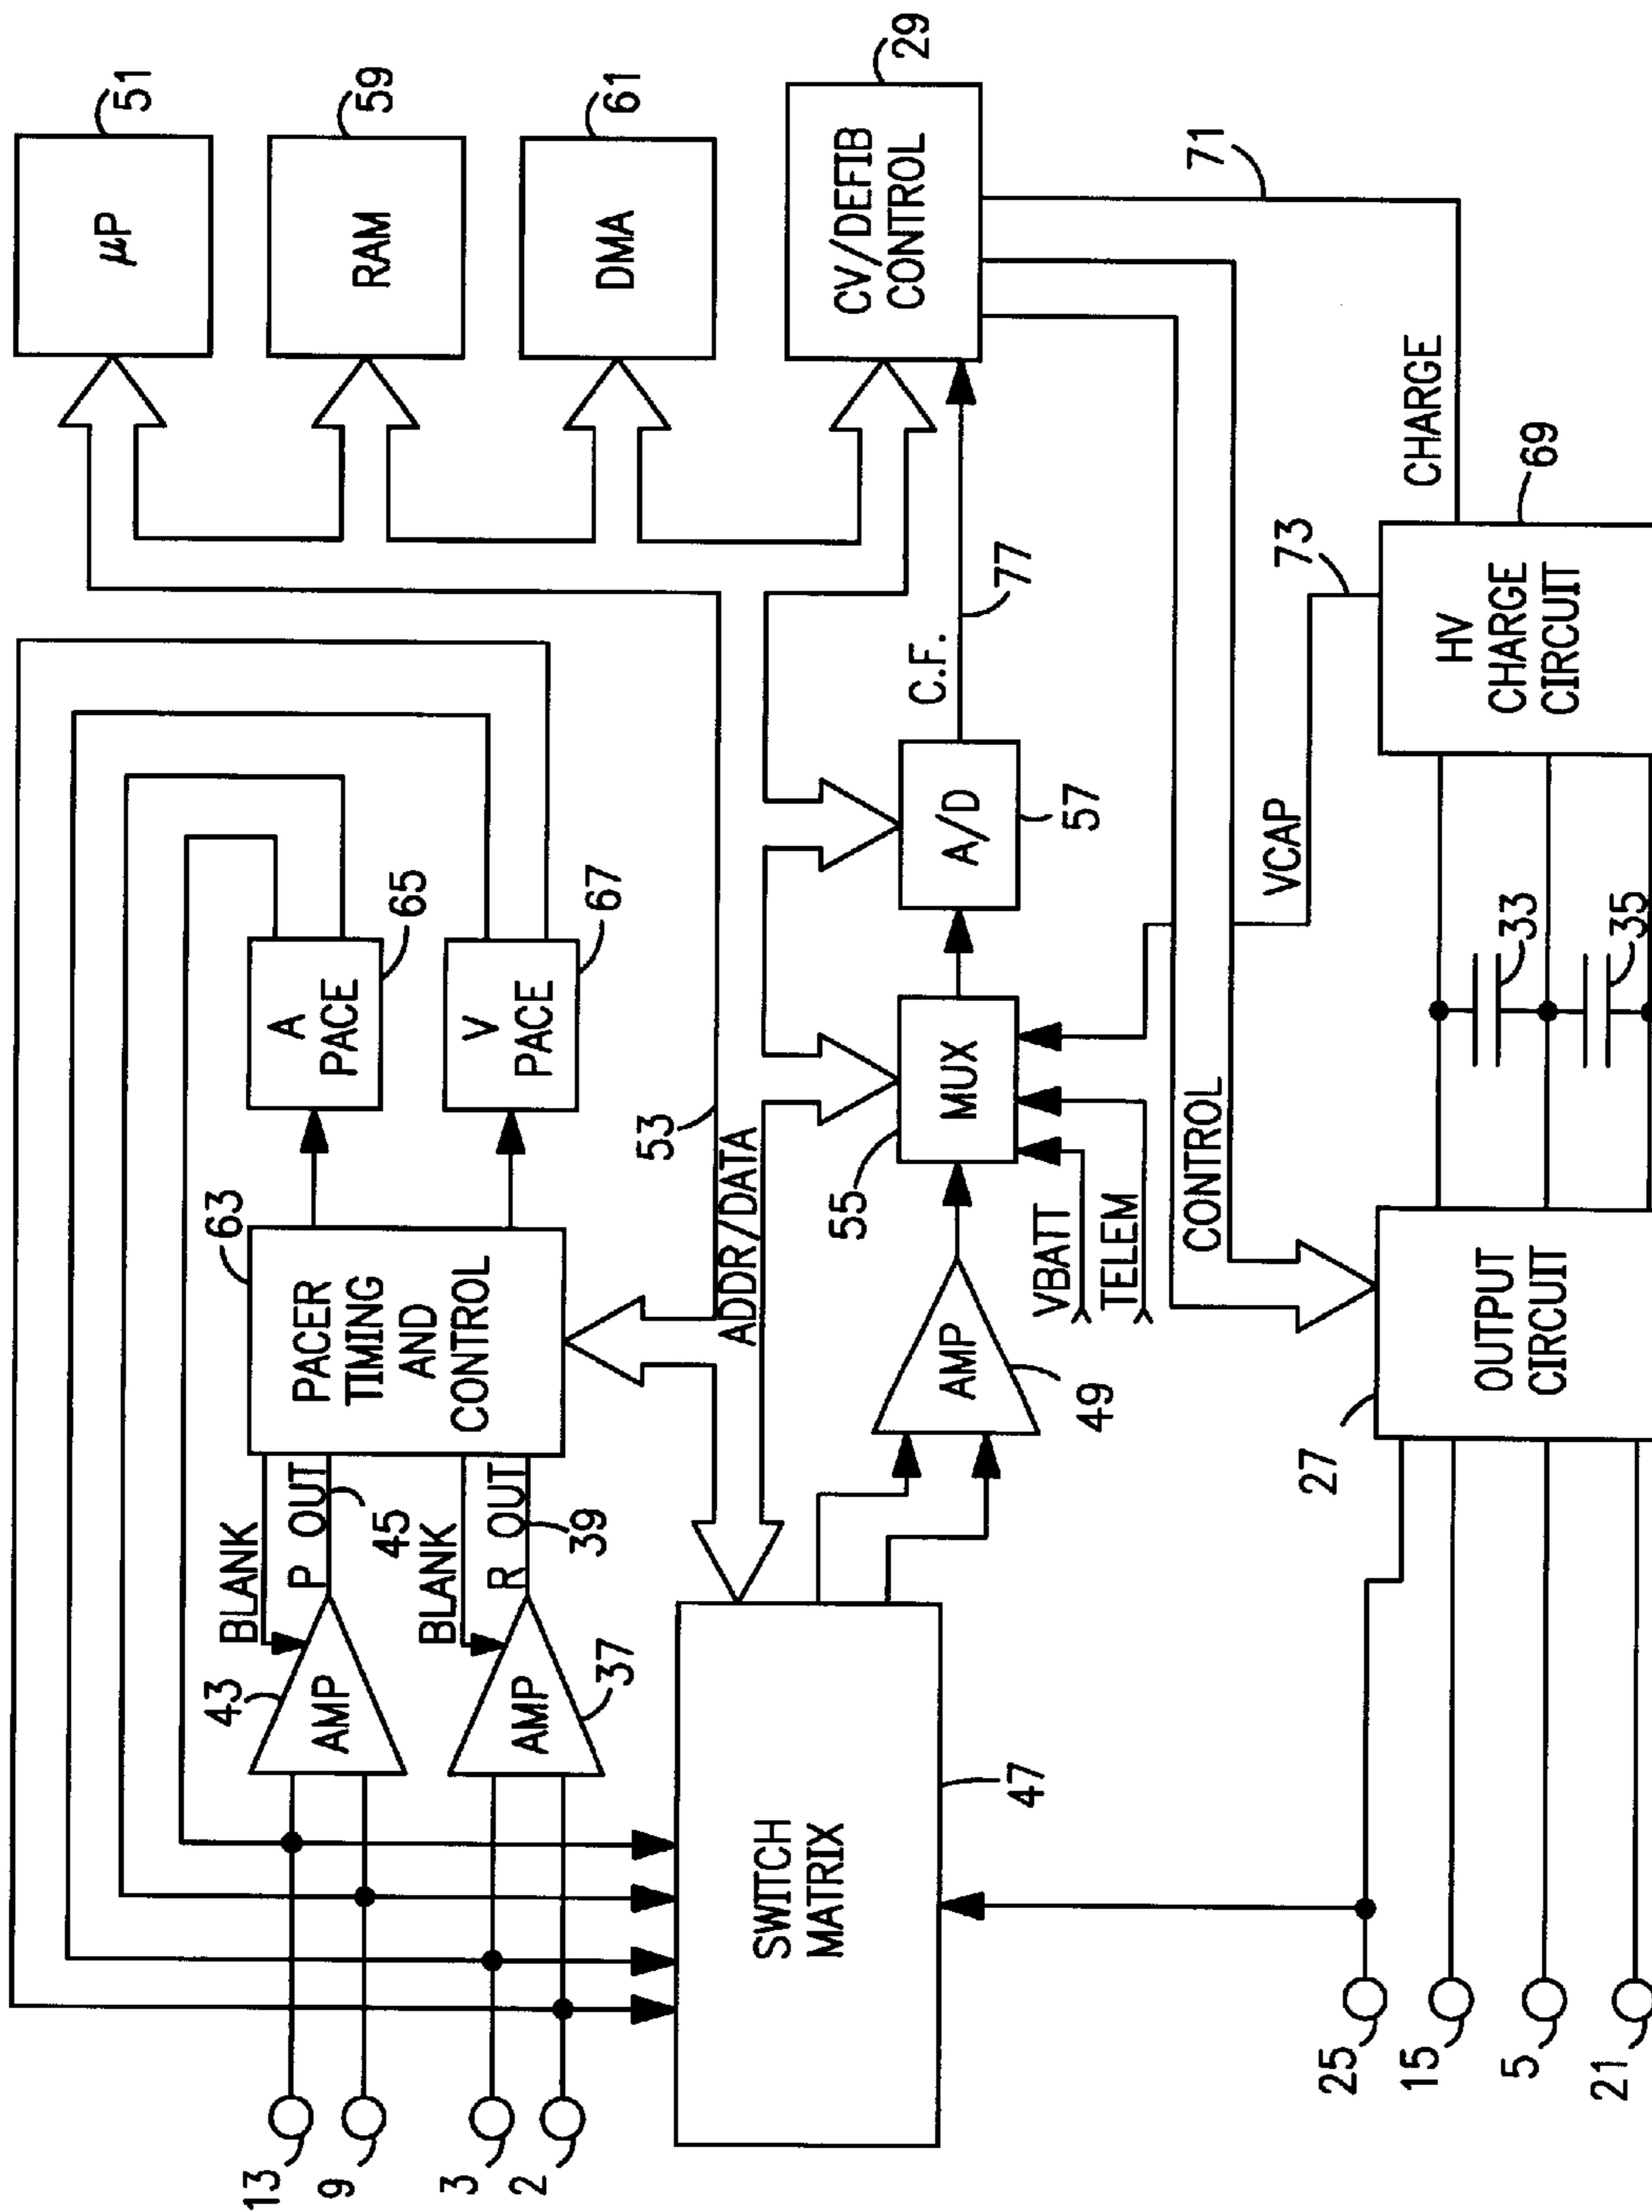 μP
51
RAM
59
DMA
61
CV/DEFIB
CONTROL
29
71
CHARGE
A
PACE
65
V
PACE
67
63
PACER
TIMING
AND
CONTROL
BLANK
P OUT
45
BLANK
R OUT
39
43
AMP
AMP
37
13
9
3
2
53
ADDR/DATA
C.F.
77
A/D
57
MUX
55
VBATT
TELEM
AMP
49
SWITCH
MATRIX
47
CONTROL
VCAP
73
HV
CHARGE
CIRCUIT
69
33
35
OUTPUT
CIRCUIT
27
25
15
5
21